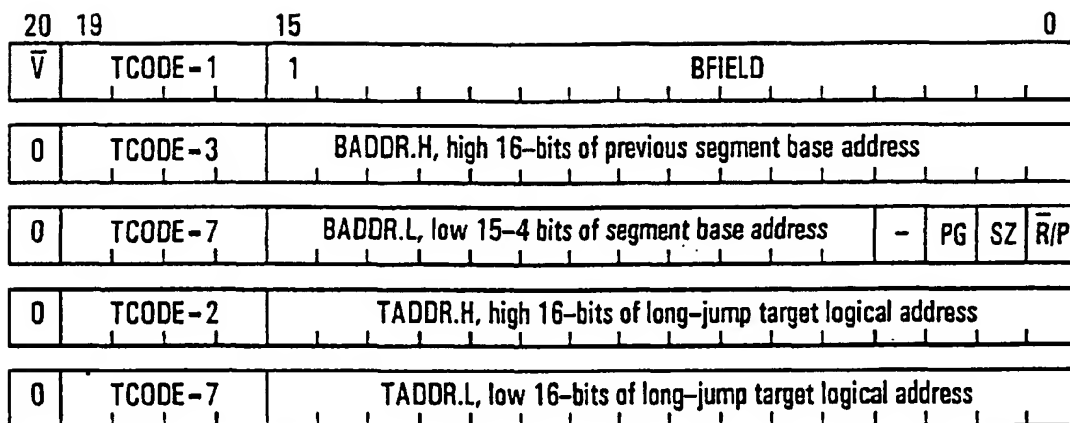 20 19 15 0
V̅ TCODE-1 1 BFIELD
0 TCODE-3 BADDR.H, high 16-bits of previous segment base address
0 TCODE-7 BADDR.L, low 15-4 bits of segment base address - PG SZ R̅/P
0 TCODE-2 TADDR.H, high 16-bits of long-jump target logical address
0 TCODE-7 TADDR.L, low 16-bits of long-jump target logical address